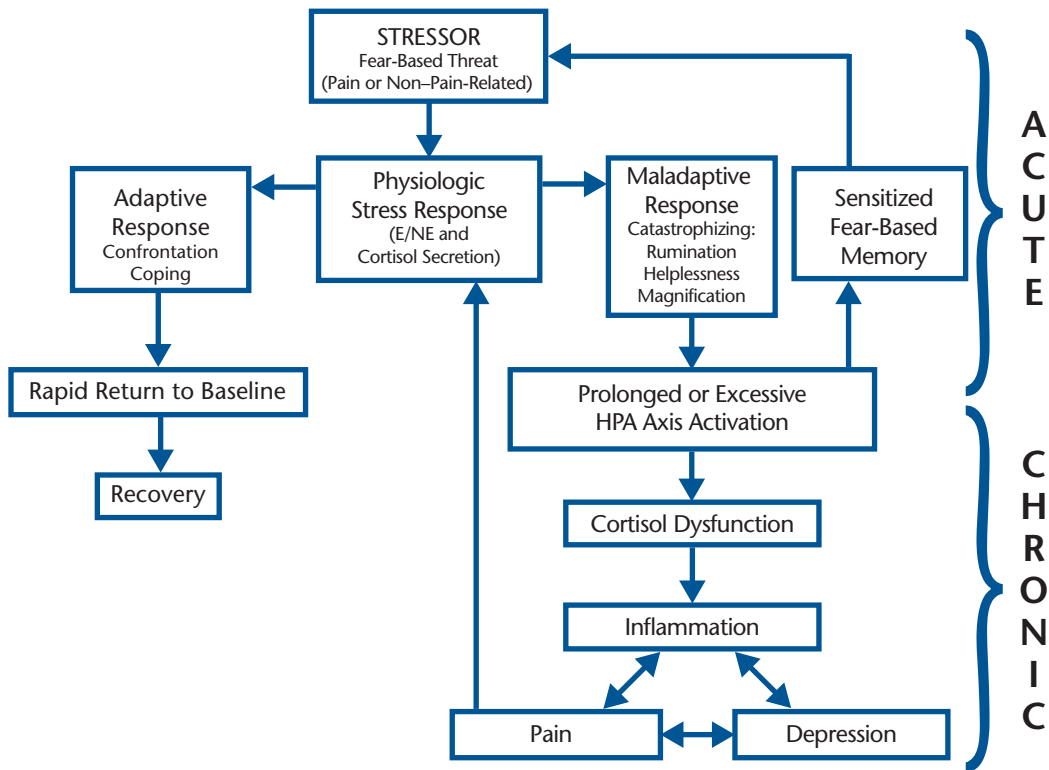 STRESSOR
Fear-Based Threat
(Pain or Non–Pain-Related)
Adaptive
Response
Confrontation
Coping
Physiologic
Stress Response
(E/NE and
Cortisol Secretion)
Maladaptive
Response
Catastrophizing:
Rumination
Helplessness
Magnification
Sensitized
Fear-Based
Memory
ACUTE
Rapid Return to Baseline
Prolonged or Excessive
HPA Axis Activation
Recovery
Cortisol Dysfunction
Inflammation
Pain
Depression
CHRONIC